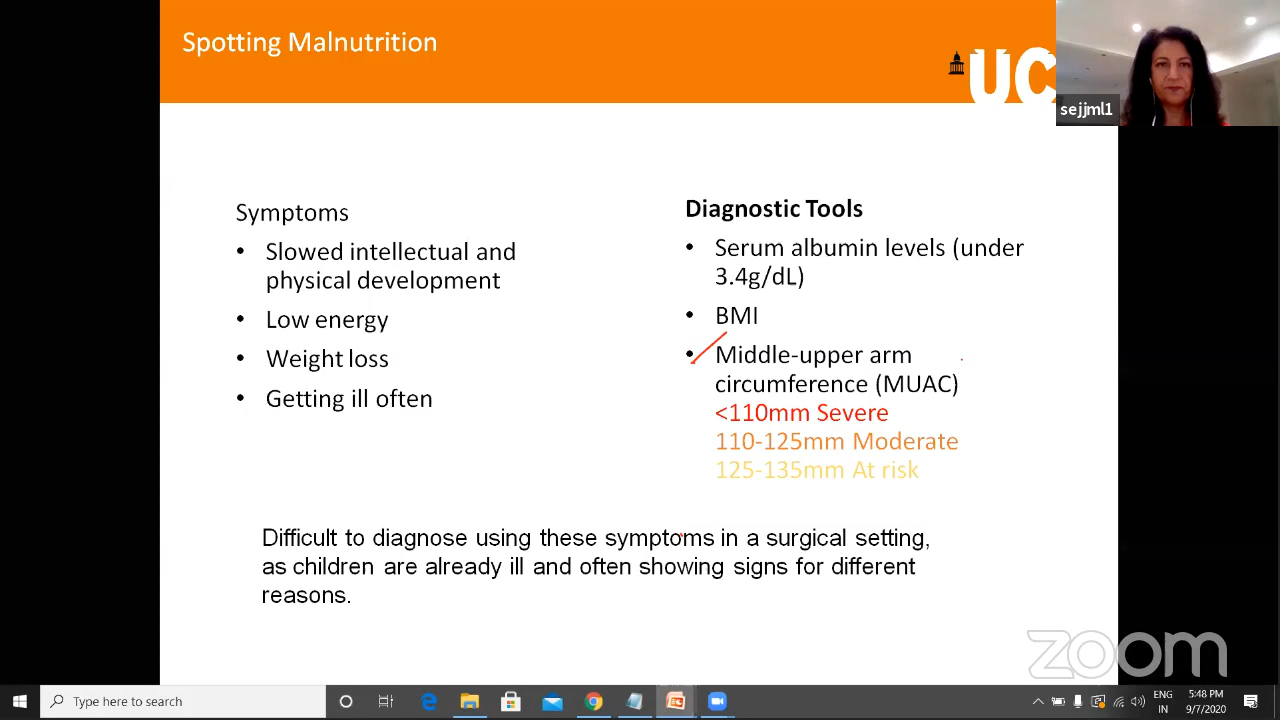 Spotting Malnutrition
UC
sejjml1
Symptoms
• Slowed intellectual and
physical development
• Low energy
• Weight loss
• Getting ill often
Diagnostic Tools
• Serum albumin levels (under
3.4g/dL)
• BMI
• Middle-upper arm
circumference (MUAC)
<110mm Severe
110-125mm Moderate
125-135mm At risk
Difficult to diagnose using these symptoms in a surgical setting,
as children are already ill and often showing signs for different
reasons.
zoom
Type here to search
ENG
IN
5:48 PM
9/7/2020